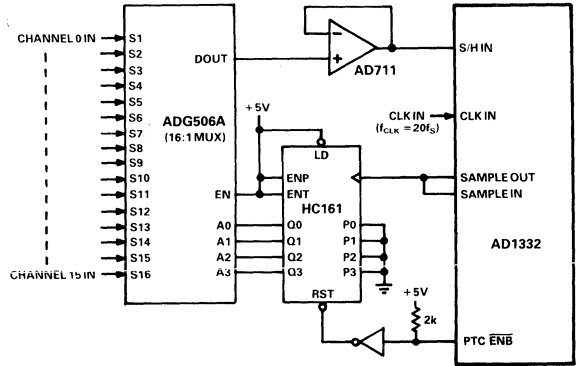 CHANNEL 0 IN
S1
S2
S3
S4
S5
S6
S7
S8
S9
S10
S11
S12
S13
S14
S15
S16
CHANNEL 15 IN
DOUT
ADG506A
(16:1 MUX)
EN
A0
A1
A2
A3
+5V
LD
ENP
ENT
HC161
Q0
Q1
Q2
Q3
P0
P1
P2
P3
RST
AD711
CLK IN
(fCLK = 20fS)
+5V
2k
S/H IN
CLK IN
SAMPLE OUT
SAMPLE IN
AD1332
PTC ENB